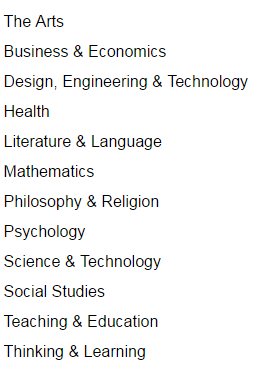 The Arts
Business & Economics
Design, Engineering & Technology
Health
Literature & Language
Mathematics
Philosophy & Religion
Psychology
Science & Technology
Social Studies
Teaching & Education
Thinking & Learning